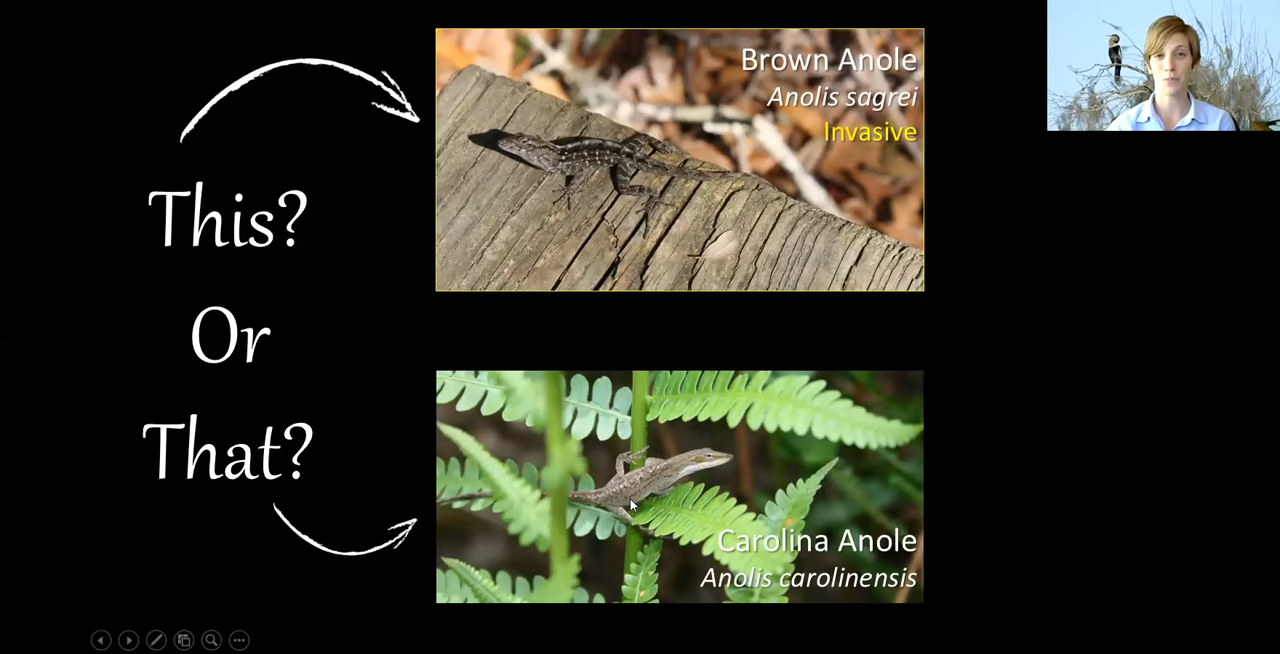 This?
Or
That?
Brown Anole
Anolis sagrei
Invasive
Carolina Anole
Anolis carolinensis